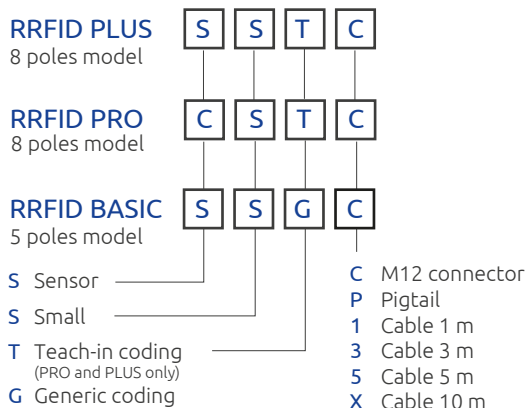 RRFID PLUS S S T C
8 poles model
RRFID PRO C S T C
8 poles model
RRFID BASIC S S G C
5 poles model
S Sensor
S Small
T Teach-in coding
(PRO and PLUS only)
G Generic coding
C M12 connector
P Pigtail
1 Cable 1 m
3 Cable 3 m
5 Cable 5 m
X Cable 10 m